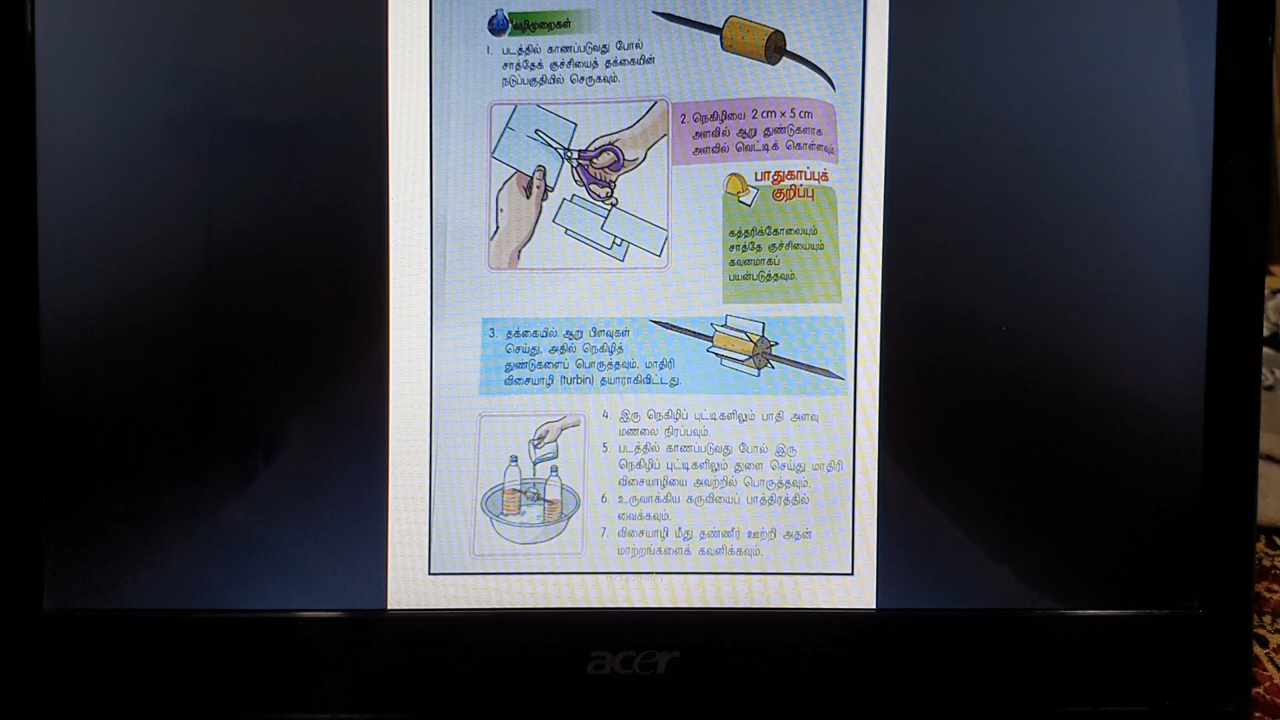 வழிமுறைகள்
1. படத்தில் காணப்படுவது போல்
சாத்தேக் குச்சியைத் தக்கையின்
நடுப்பகுதியில் செருகவும்.
2. நெகிழியை 2 cm x 5 cm
அளவில் ஆறு துண்டுகளாக
அளவில் வெட்டிக் கொள்ளவும்
பாதுகாப்புக்
குறிப்பு
கத்தரிக்கோலையும்
சாத்தே குச்சியையும்
கவனமாகப்
பயன்படுத்தவும்.
3. தக்கையில் ஆறு பிளவுகள்
செய்து, அதில் நெகிழித்
துண்டுகளைப் பொருத்தவும். மாதிரி
விசையாழி (turbin) தயாராகிவிட்டது.
4. இரு நெகிழிப் புட்டிகளிலும் பாதி அளவு
மணலை நிரப்பவும்.
5. படத்தில் காணப்படுவது போல் இரு
நெகிழிப் புட்டிகளிலும் துளை செய்து மாதிரி
விசையாழியை அவற்றில் பொருத்தவும்.
6. உருவாக்கிய கருவியைப் பாத்திரத்தில்
வைக்கவும்.
7. விசையாழி மீது தண்ணீர் ஊற்றி அதன்
மாற்றங்களைக் கவனிக்கவும்.
acer